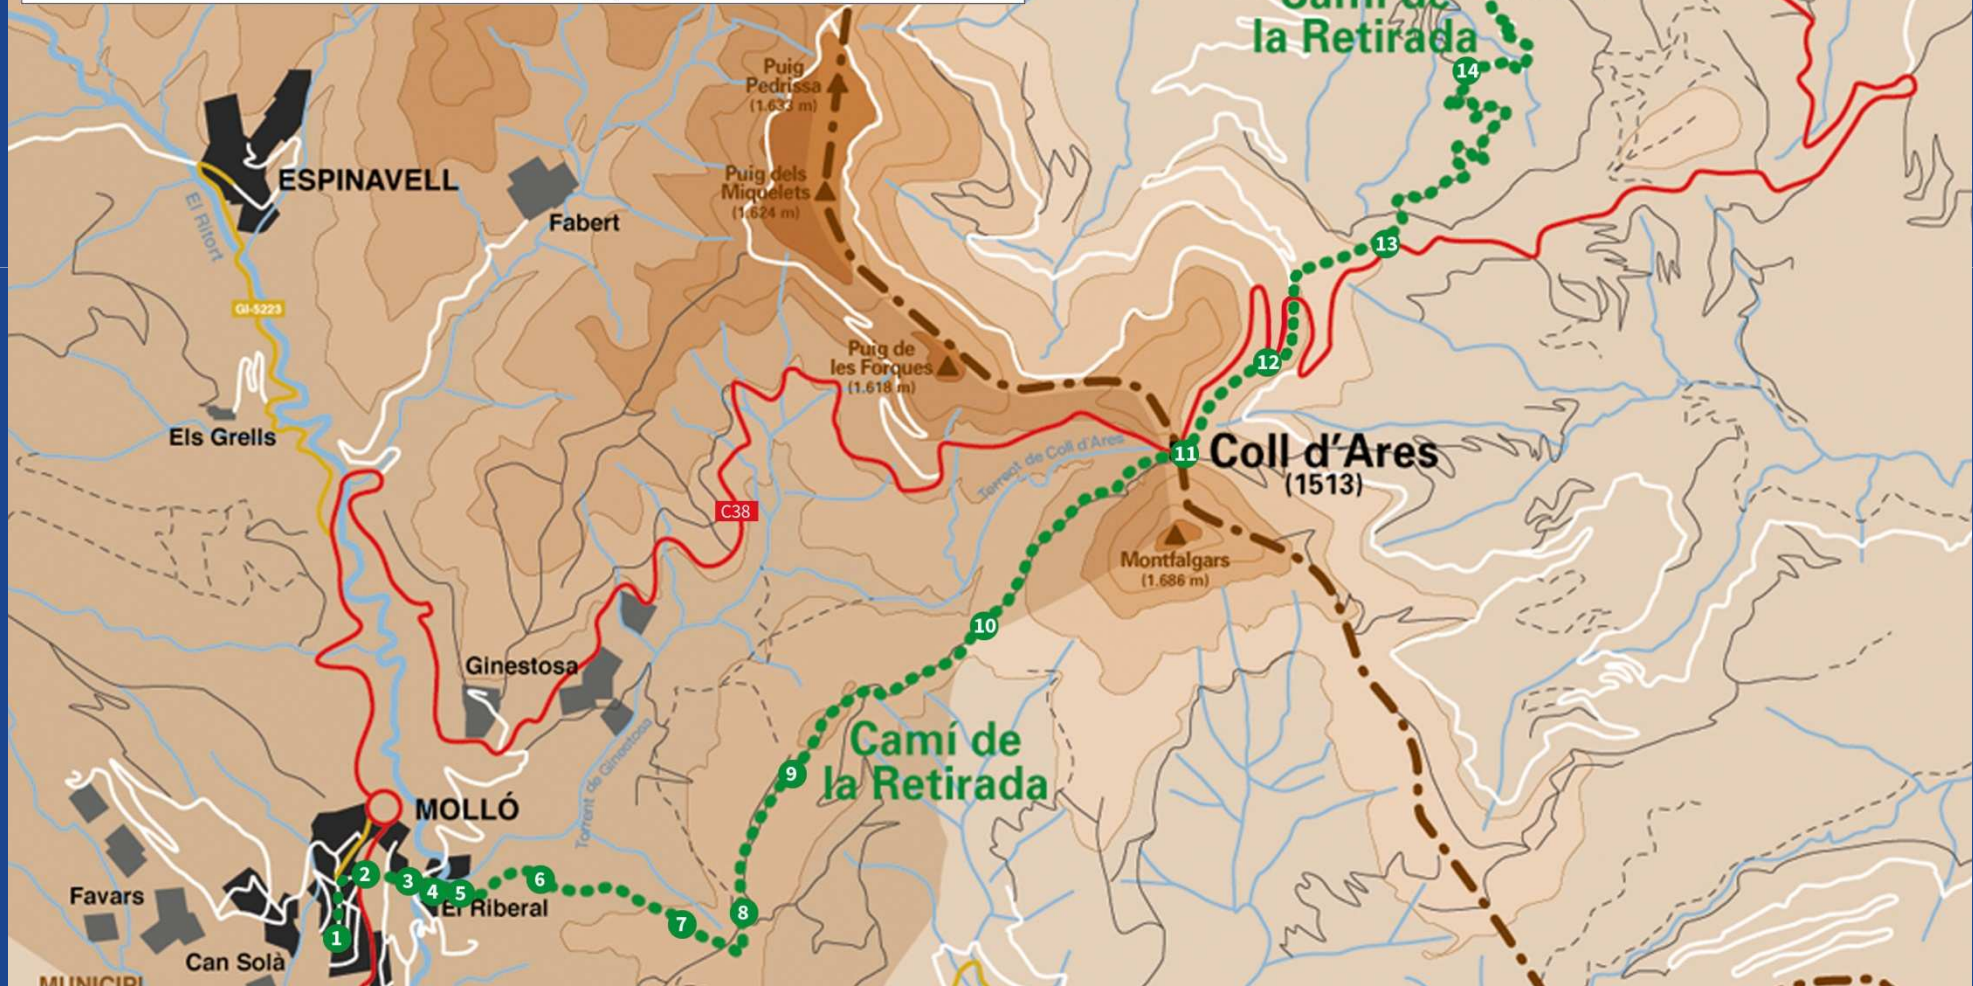 Camí de
la Retirada
14
Puig
Pedrissa
(1.633 m)
ESPINAVELL
Puig dels
Miquelets
(1.624 m)
El Ritort
Fabert
13
GI-5223
Puig de
les Forques
(1.618 m)
12
Els Grells
Torrent de Coll d'Ares
11
Coll d'Ares
(1513)
C38
Montfalgars
(1.686 m)
10
Ginestosa
Torrent de Ginestosa
Camí de
la Retirada
9
MOLLÓ
2
3
4
5
6
Favars
El Riberal
7
8
1
Can Solà
MUNICIPI